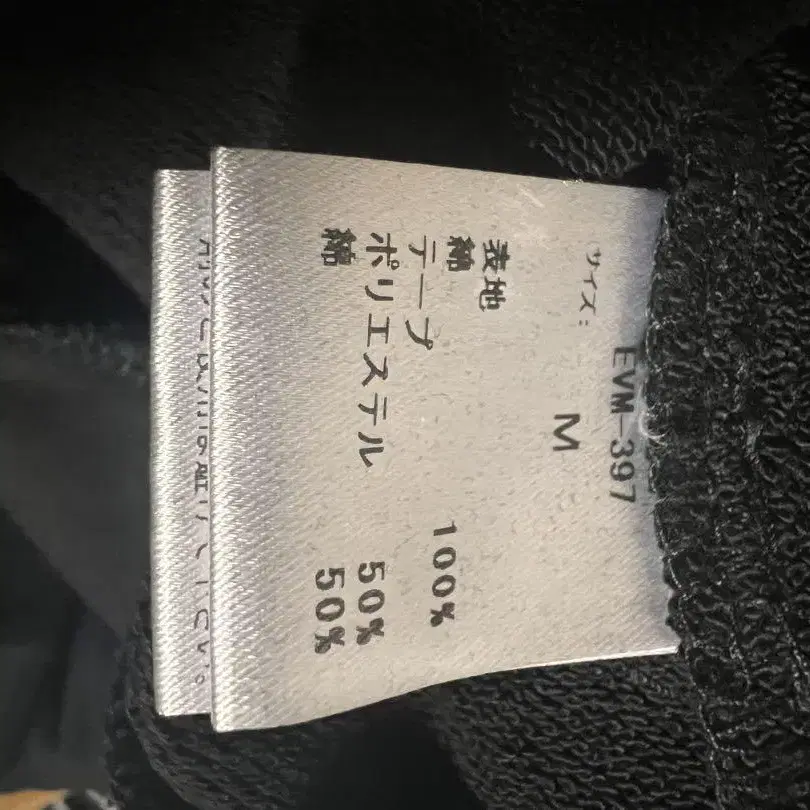 EVM-397
サイズ: M
表地
綿 100%
テープ
ポリエステル 50%
綿 50%